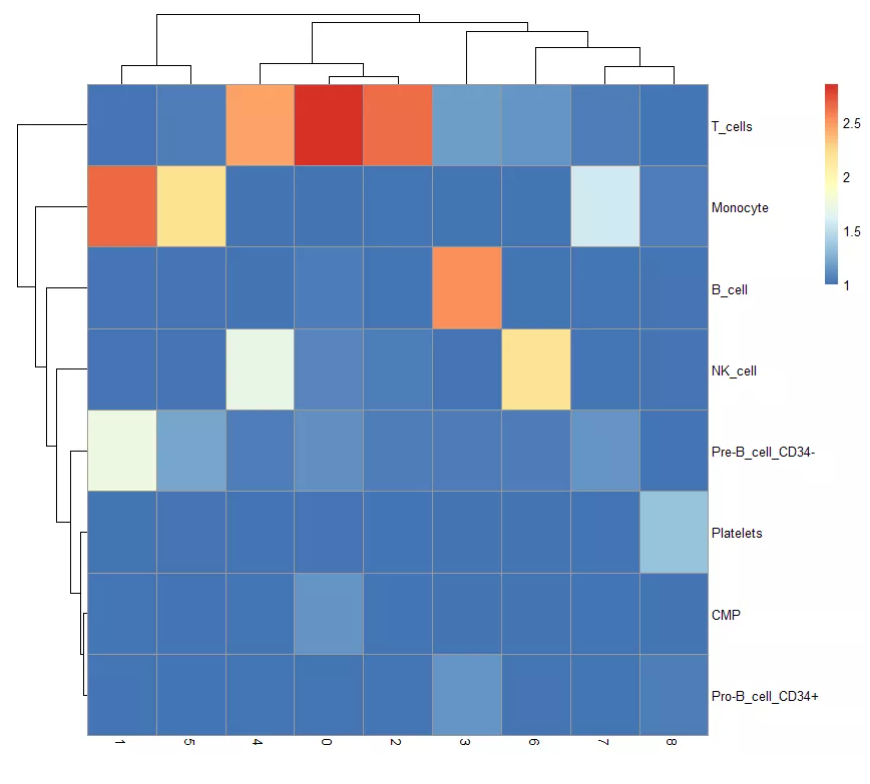 T_cells
2.5
Monocyte
2
1.5
B_cell
1
NK_cell
Pre-B_cell_CD34-
Platelets
CMP
Pro-B_cell_CD34+
1 5 4 0 2 3 6 7 8